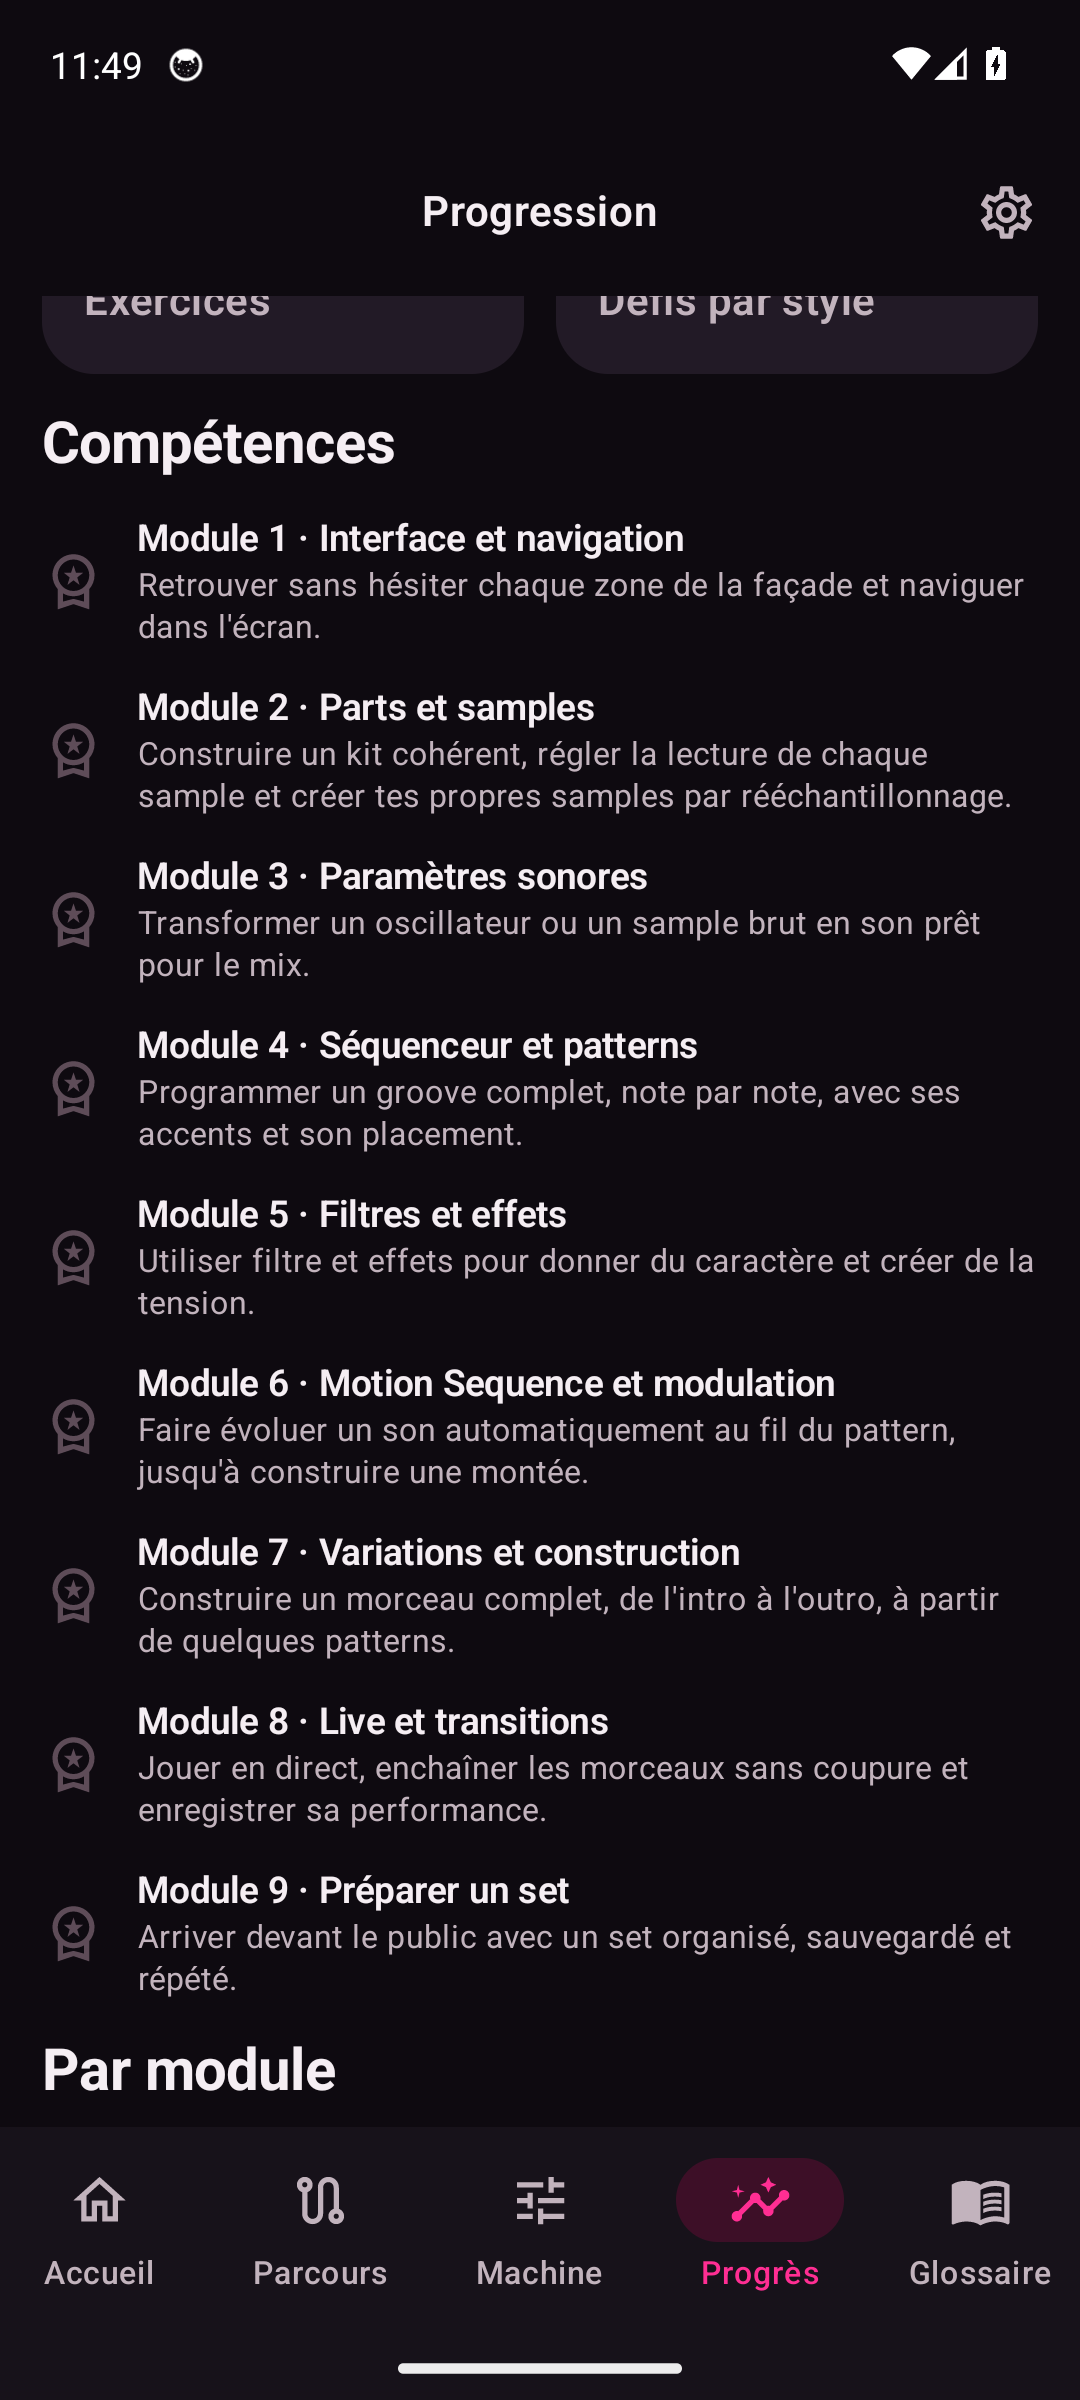 11:49
Progression
Exercices
Défis par style
Compétences
Module 1 · Interface et navigation
Retrouver sans hésiter chaque zone de la façade et naviguer
dans l'écran.
Module 2 · Parts et samples
Construire un kit cohérent, régler la lecture de chaque
sample et créer tes propres samples par rééchantillonnage.
Module 3 · Paramètres sonores
Transformer un oscillateur ou un sample brut en son prêt
pour le mix.
Module 4 · Séquenceur et patterns
Programmer un groove complet, note par note, avec ses
accents et son placement.
Module 5 · Filtres et effets
Utiliser filtre et effets pour donner du caractère et créer de la
tension.
Module 6 · Motion Sequence et modulation
Faire évoluer un son automatiquement au fil du pattern,
jusqu'à construire une montée.
Module 7 · Variations et construction
Construire un morceau complet, de l'intro à l'outro, à partir
de quelques patterns.
Module 8 · Live et transitions
Jouer en direct, enchaîner les morceaux sans coupure et
enregistrer sa performance.
Module 9 · Préparer un set
Arriver devant le public avec un set organisé, sauvegardé et
répété.
Par module
Accueil
Parcours
Machine
Progrès
Glossaire